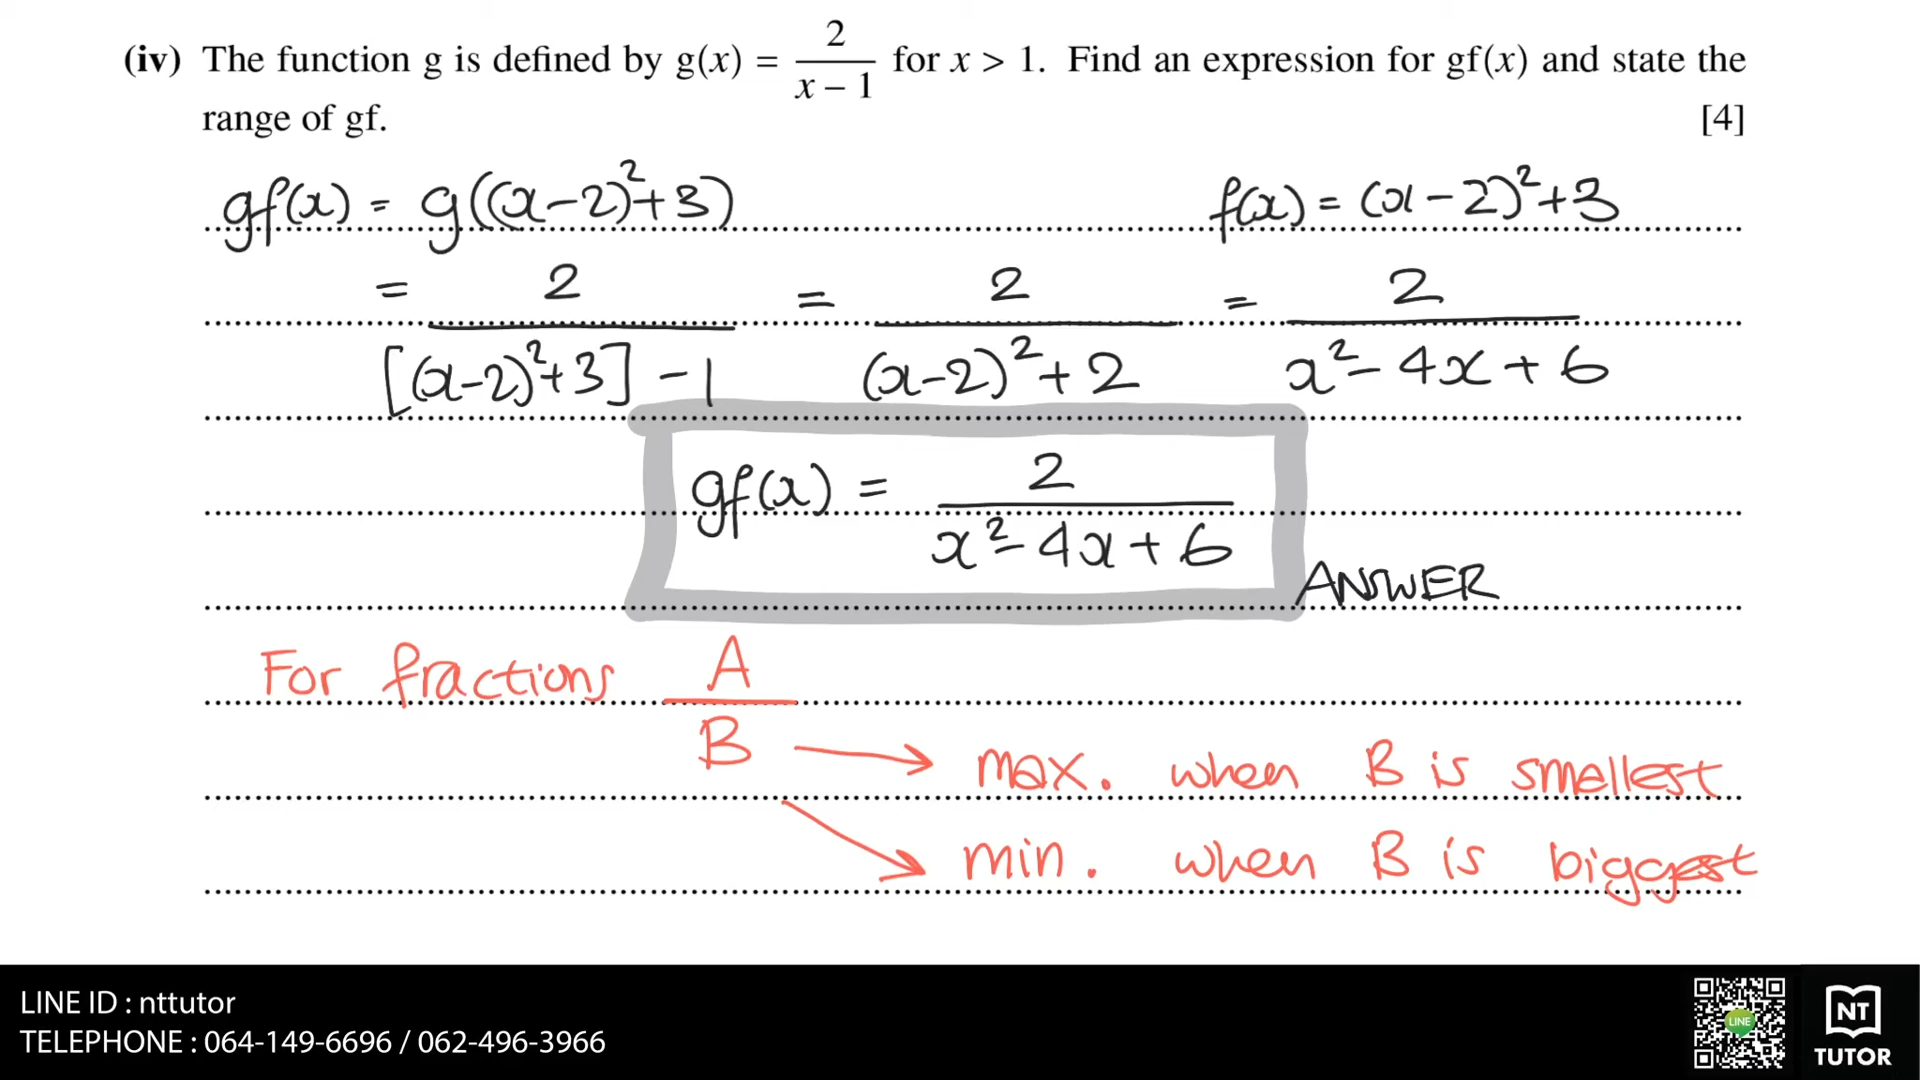 (iv) The function g is defined by g(x) = 2/(x − 1) for x > 1. Find an expression for gf(x) and state the
range of gf. [4]
gf(x) = g((x-2)²+3) f(x) = (x-2)²+3
= 2/([(x-2)²+3]-1) = 2/((x-2)²+2) = 2/(x²-4x+6)
gf(x) = 2/(x²-4x+6)
ANSWER
For fractions A/B
→ max. when B is smallest
→ min. when B is biggest
LINE ID : nttutor
TELEPHONE : 064-149-6696 / 062-496-3966
LINE
NT
TUTOR